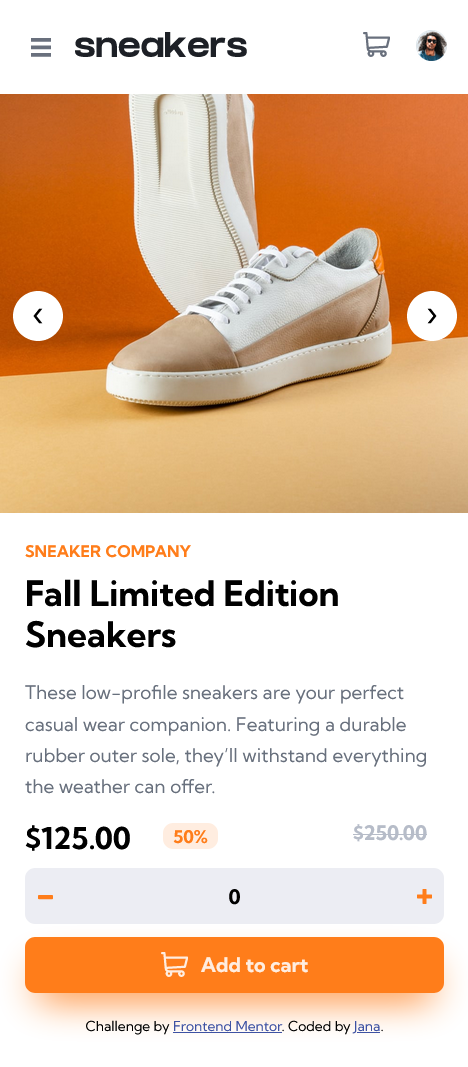 sneakers
SNEAKER COMPANY
Fall Limited Edition
Sneakers
These low-profile sneakers are your perfect
casual wear companion. Featuring a durable
rubber outer sole, they’ll withstand everything
the weather can offer.
$125.00 50% $250.00
0
Add to cart
Challenge by Frontend Mentor. Coded by Jana.